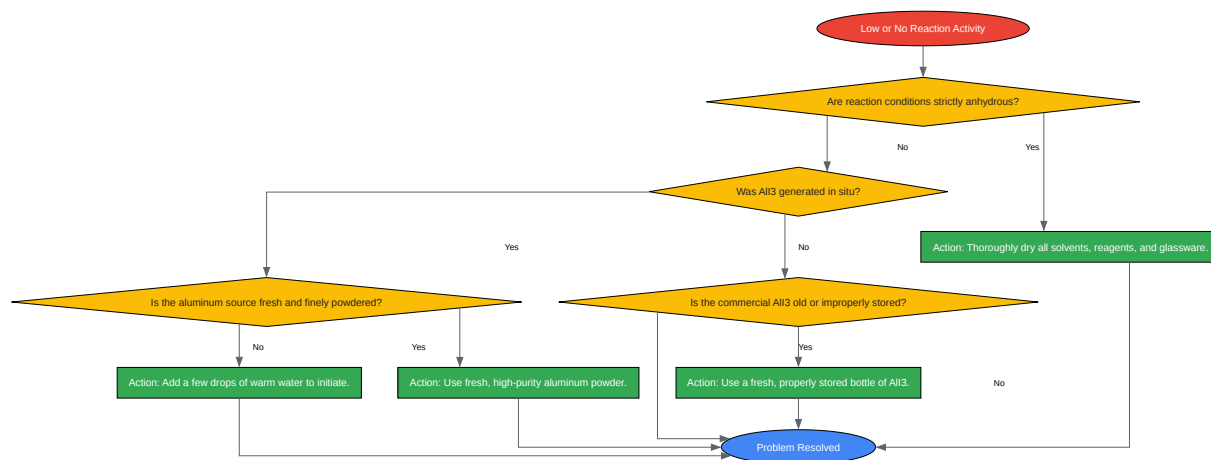 Low or No Reaction Activity
Are reaction conditions strictly anhydrous?
No
Yes
Was AlI3 generated in situ?
Yes
No
Action: Thoroughly dry all solvents, reagents, and glassware.
Is the aluminum source fresh and finely powdered?
Is the commercial AlI3 old or improperly stored?
No
Yes
Yes
Action: Add a few drops of warm water to initiate.
Action: Use fresh, high-purity aluminum powder.
Action: Use a fresh, properly stored bottle of AlI3.
No
Problem Resolved